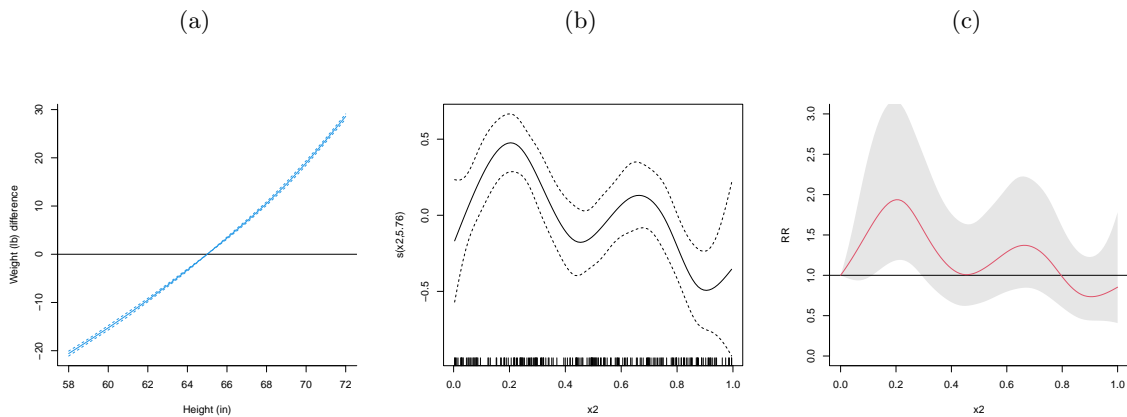 (a)
(b)
(c)
Weight (lb) difference
30
20
10
0
−10
−20
58 60 62 64 66 68 70 72
Height (in)
s(x2,5.76)
0.5
0.0
−0.5
0.0 0.2 0.4 0.6 0.8 1.0
x2
RR
3.0
2.5
2.0
1.5
1.0
0.5
0.0
0.0 0.2 0.4 0.6 0.8 1.0
x2